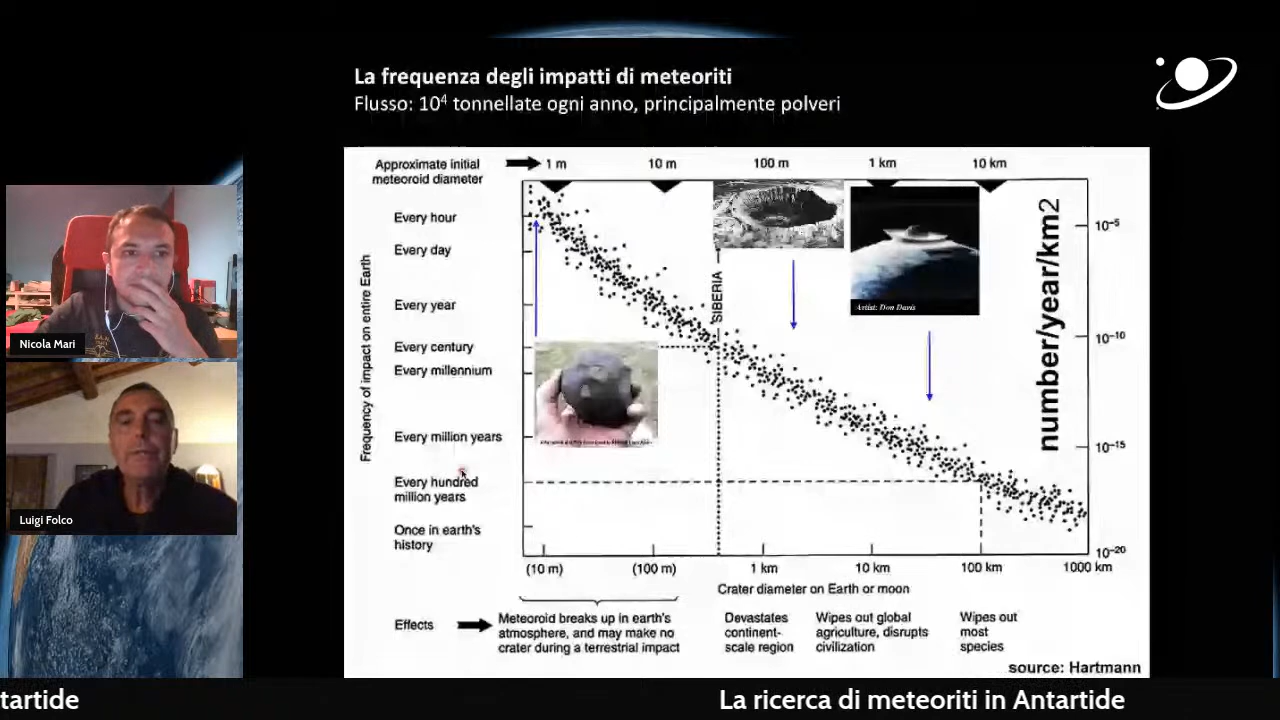 La frequenza degli impatti di meteoriti
Flusso: 10⁴ tonnellate ogni anno, principalmente polveri
Approximate initial
meteoroid diameter
1 m
10 m
100 m
1 km
10 km
Frequency of impact on entire Earth
Every hour
Every day
Every year
Every century
Every millennium
Every million years
Every hundred
million years
Once in earth's
history
SIBERIA
Artist: Don Davis
number/year/km2
10⁻⁵
10⁻¹⁰
10⁻¹⁵
10⁻²⁰
(10 m)
(100 m)
1 km
10 km
100 km
1000 km
Crater diameter on Earth or moon
Effects
Meteoroid breaks up in earth's
atmosphere, and may make no
crater during a terrestrial impact
Devastates
continent-
scale region
Wipes out global
agriculture, disrupts
civilization
Wipes out
most
species
source: Hartmann
Nicola Mari
Luigi Folco
tartide
La ricerca di meteoriti in Antartide